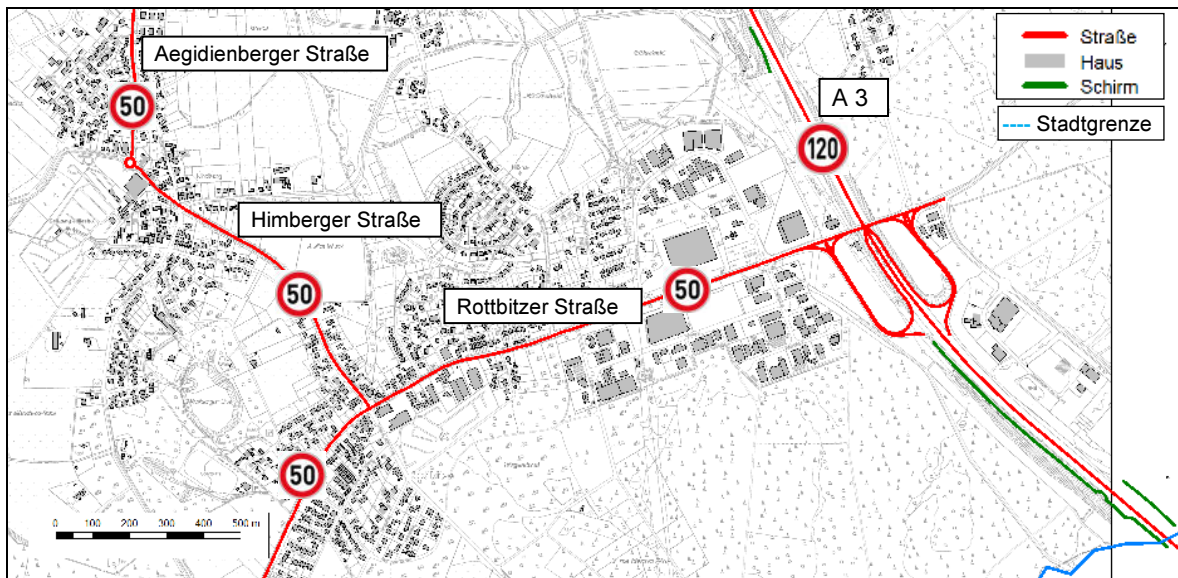 Aegidienberger Straße
50
A 3
120
Straße
Haus
Schirm
Stadtgrenze
Himberger Straße
50
Rottbitzer Straße
50
50
0 100 200 300 400 500 m